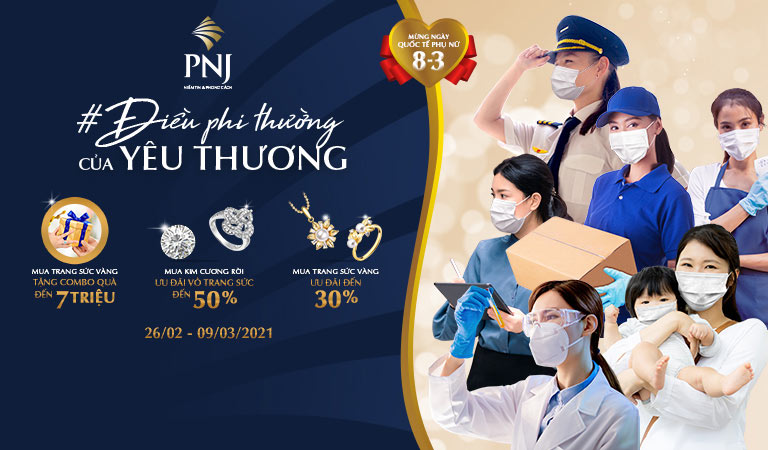 PNJ
NIỀM TIN & PHONG CÁCH
MỪNG NGÀY
QUỐC TẾ PHỤ NỮ
8-3
#Điều phi thường
CỦA YÊU THƯƠNG
MUA TRANG SỨC VÀNG
TẶNG COMBO QUÀ
ĐẾN 7 TRIỆU
MUA KIM CƯƠNG RỜI
ƯU ĐÃI VỎ TRANG SỨC
ĐẾN 50%
MUA TRANG SỨC VÀNG
ƯU ĐÃI ĐẾN
30%
26/02 - 09/03/2021